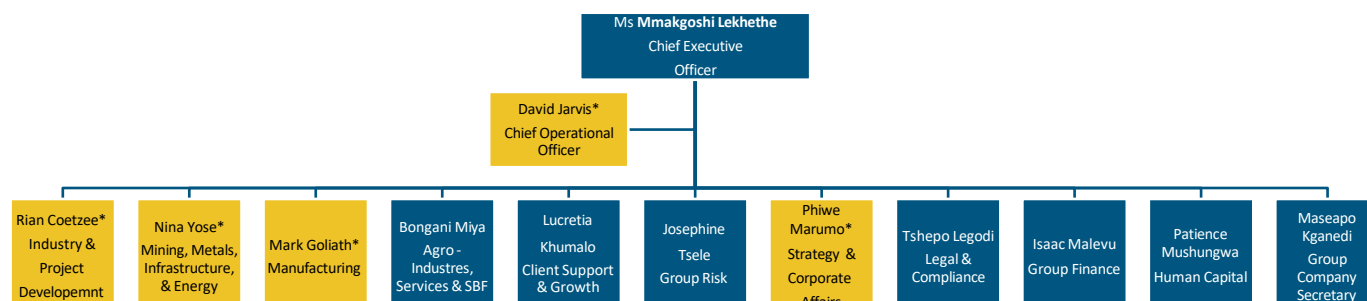 Ms Mmakgoshi Lekhethe
Chief Executive
Officer
David Jarvis*
Chief Operational
Officer
Rian Coetzee*
Industry &
Project
Developemnt
Nina Yose*
Mining, Metals,
Infrastructure,
& Energy
Mark Goliath*
Manufacturing
Bongani Miya
Agro -
Industres,
Services & SBF
Lucretia
Khumalo
Client Support
& Growth
Josephine
Tsele
Group Risk
Phiwe
Marumo*
Strategy &
Corporate
Affairs
Tshepo Legodi
Legal &
Compliance
Isaac Malevu
Group Finance
Patience
Mushungwa
Human Capital
Maseapo
Kganedi
Group
Company
Secretary